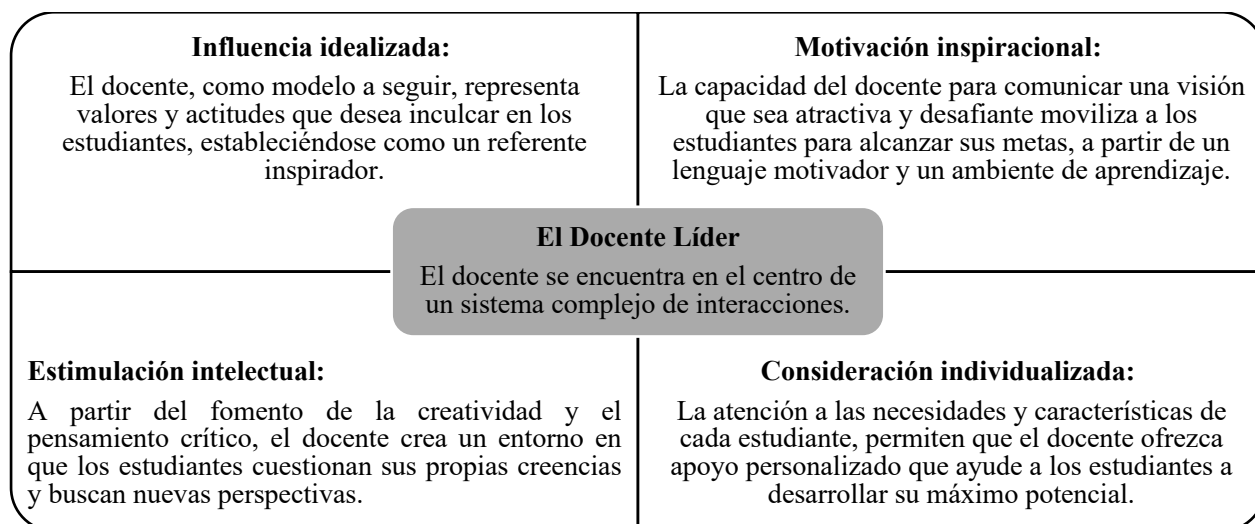 Influencia idealizada:
El docente, como modelo a seguir, representa
valores y actitudes que desea inculcar en los
estudiantes, estableciéndose como un referente
inspirador.
Motivación inspiracional:
La capacidad del docente para comunicar una visión
que sea atractiva y desafiante moviliza a los
estudiantes para alcanzar sus metas, a partir de un
lenguaje motivador y un ambiente de aprendizaje.
El Docente Líder
El docente se encuentra en el centro de
un sistema complejo de interacciones.
Estimulación intelectual:
A partir del fomento de la creatividad y el
pensamiento crítico, el docente crea un entorno en
que los estudiantes cuestionan sus propias creencias
y buscan nuevas perspectivas.
Consideración individualizada:
La atención a las necesidades y características de
cada estudiante, permiten que el docente ofrezca
apoyo personalizado que ayude a los estudiantes a
desarrollar su máximo potencial.